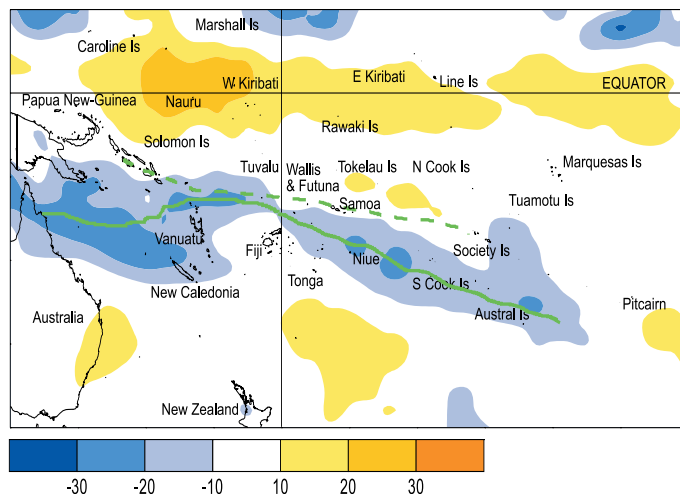 Marshall Is
Caroline Is
W Kiribati
E Kiribati
Line Is
EQUATOR
Papua New-Guinea
Nauru
Rawaki Is
Solomon Is
Tuvalu
Wallis
& Futuna
Tokelau Is
N Cook Is
Marquesas Is
Samoa
Tuamotu Is
Vanuatu
Fiji
Niue
Society Is
Tonga
S Cook Is
New Caledonia
Pitcairn
Australia
Austral Is
New Zealand
-30 -20 -10 10 20 30